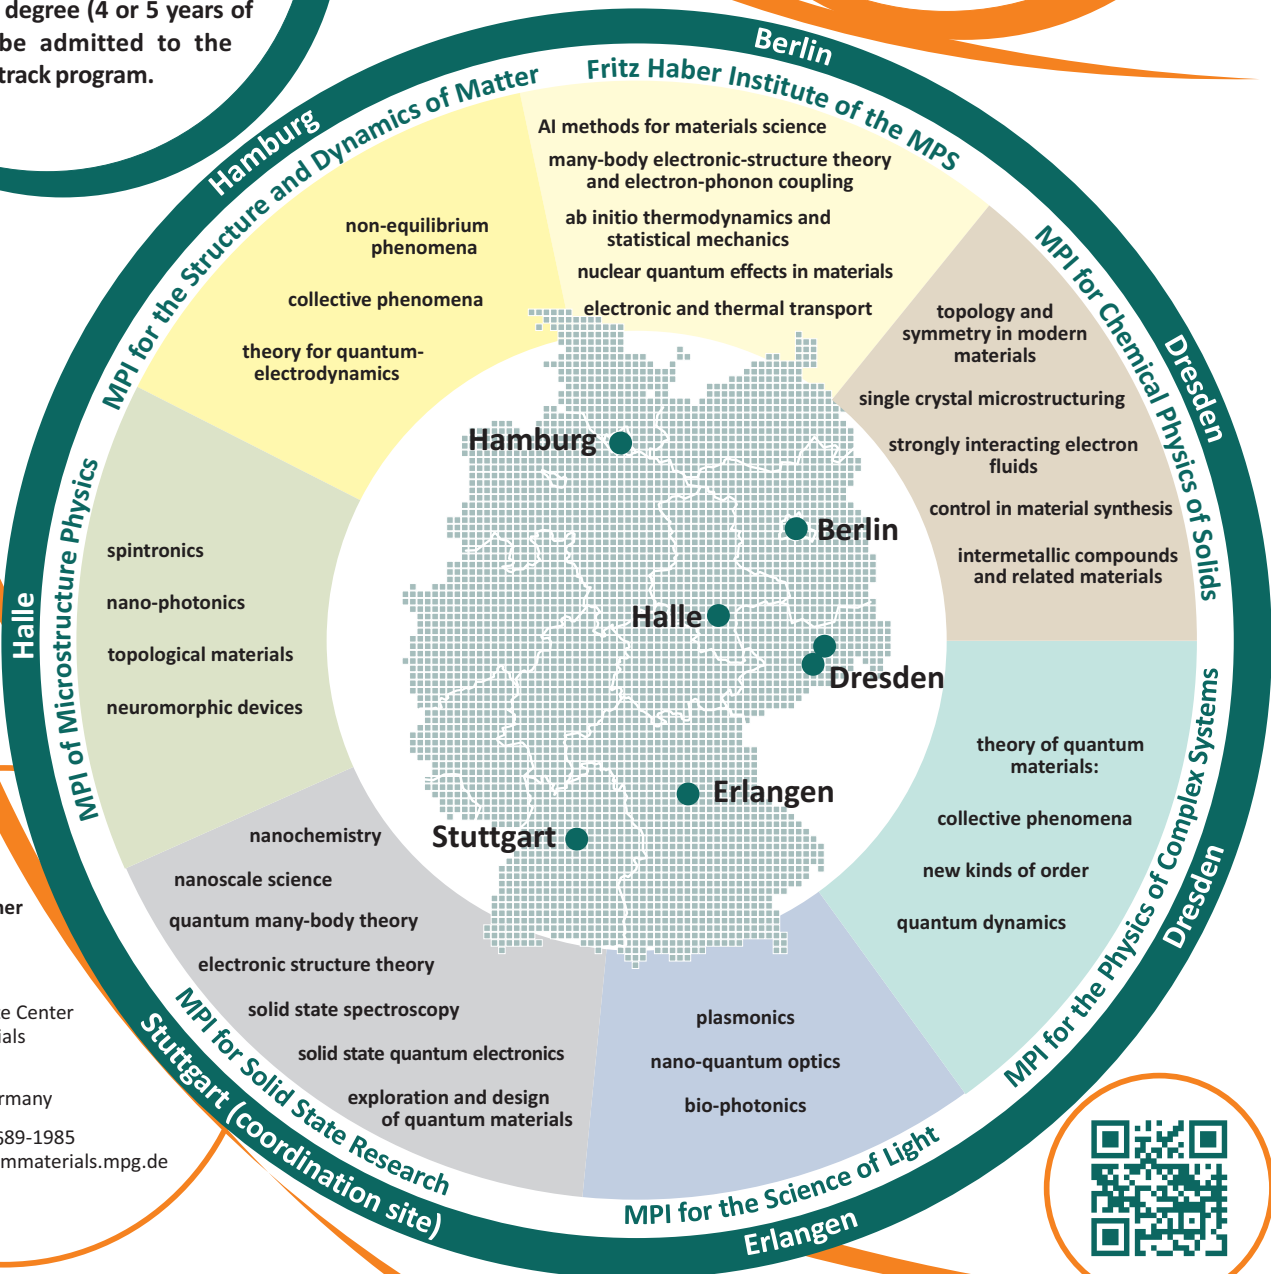 degree (4 or 5 years of
be admitted to the
track program.
Berlin
Fritz Haber Institute of the MPS
AI methods for materials science
many-body electronic-structure theory
and electron-phonon coupling
ab initio thermodynamics and
statistical mechanics
nuclear quantum effects in materials
electronic and thermal transport
Hamburg
MPI for the Structure and Dynamics of Matter
non-equilibrium
phenomena
collective phenomena
theory for quantum-
electrodynamics
Dresden
MPI for Chemical Physics of Solids
topology and
symmetry in modern
materials
single crystal microstructuring
strongly interacting electron
fluids
control in material synthesis
intermetallic compounds
and related materials
Halle
MPI of Microstructure Physics
spintronics
nano-photonics
topological materials
neuromorphic devices
Hamburg
Berlin
Halle
Dresden
Erlangen
Stuttgart
Dresden
MPI for the Physics of Complex Systems
theory of quantum
materials:
collective phenomena
new kinds of order
quantum dynamics
Stuttgart (coordination site)
MPI for Solid State Research
nanochemistry
nanoscale science
quantum many-body theory
electronic structure theory
solid state spectroscopy
solid state quantum electronics
exploration and design
of quantum materials
plasmonics
nano-quantum optics
bio-photonics
MPI for the Science of Light
Erlangen
Center
689-1985
mmaterials.mpg.de